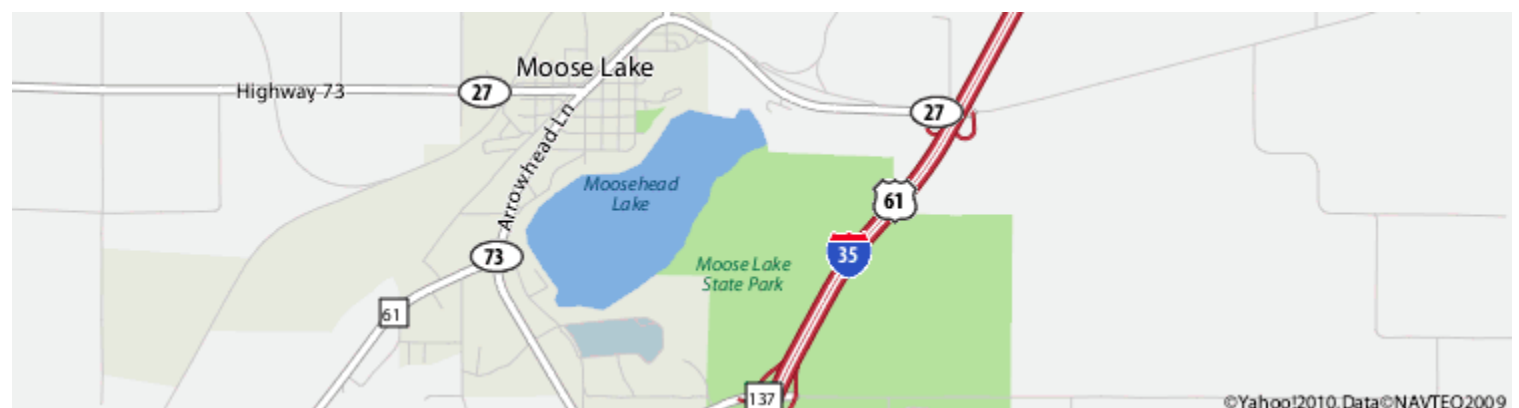 Moose Lake
Highway 73
27
27
Arrowhead Ln
Moosehead
Lake
61
73
35
Moose Lake
State Park
61
137
©Yahoo!2010,Data©NAVTEQ2009